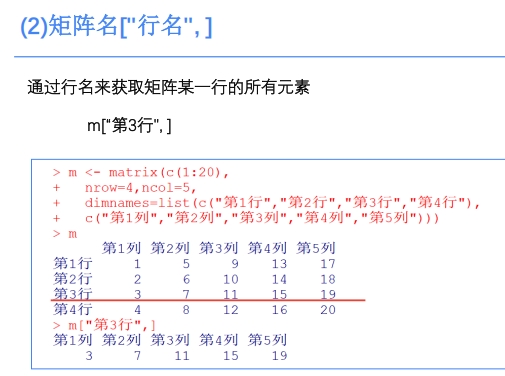 (2)矩阵名["行名", ]
通过行名来获取矩阵某一行的所有元素
m["第3行", ]
> m <- matrix(c(1:20),
+   nrow=4,ncol=5,
+   dimnames=list(c("第1行","第2行","第3行","第4行"),
+   c("第1列","第2列","第3列","第4列","第5列")))
> m
第1列 第2列 第3列 第4列 第5列
第1行 1 5 9 13 17
第2行 2 6 10 14 18
第3行 3 7 11 15 19
第4行 4 8 12 16 20
> m["第3行",]
第1列 第2列 第3列 第4列 第5列
3 7 11 15 19